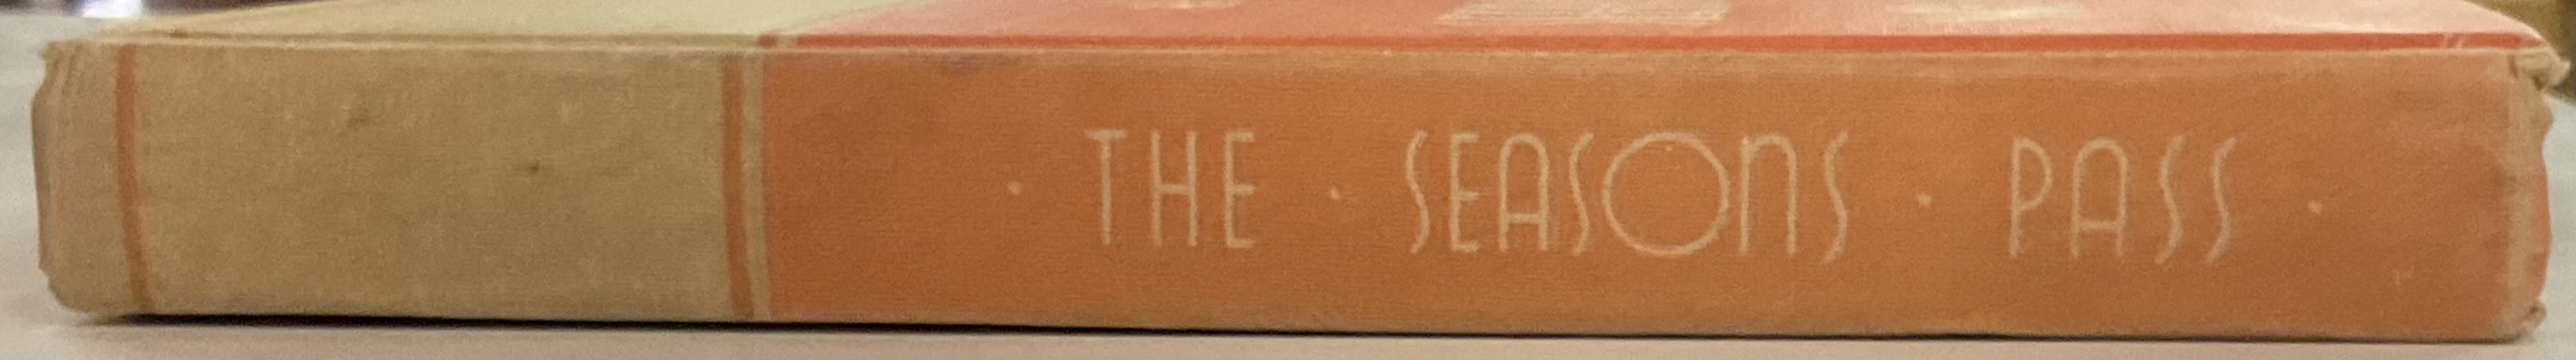 · THE · SEASONS · PASS ·